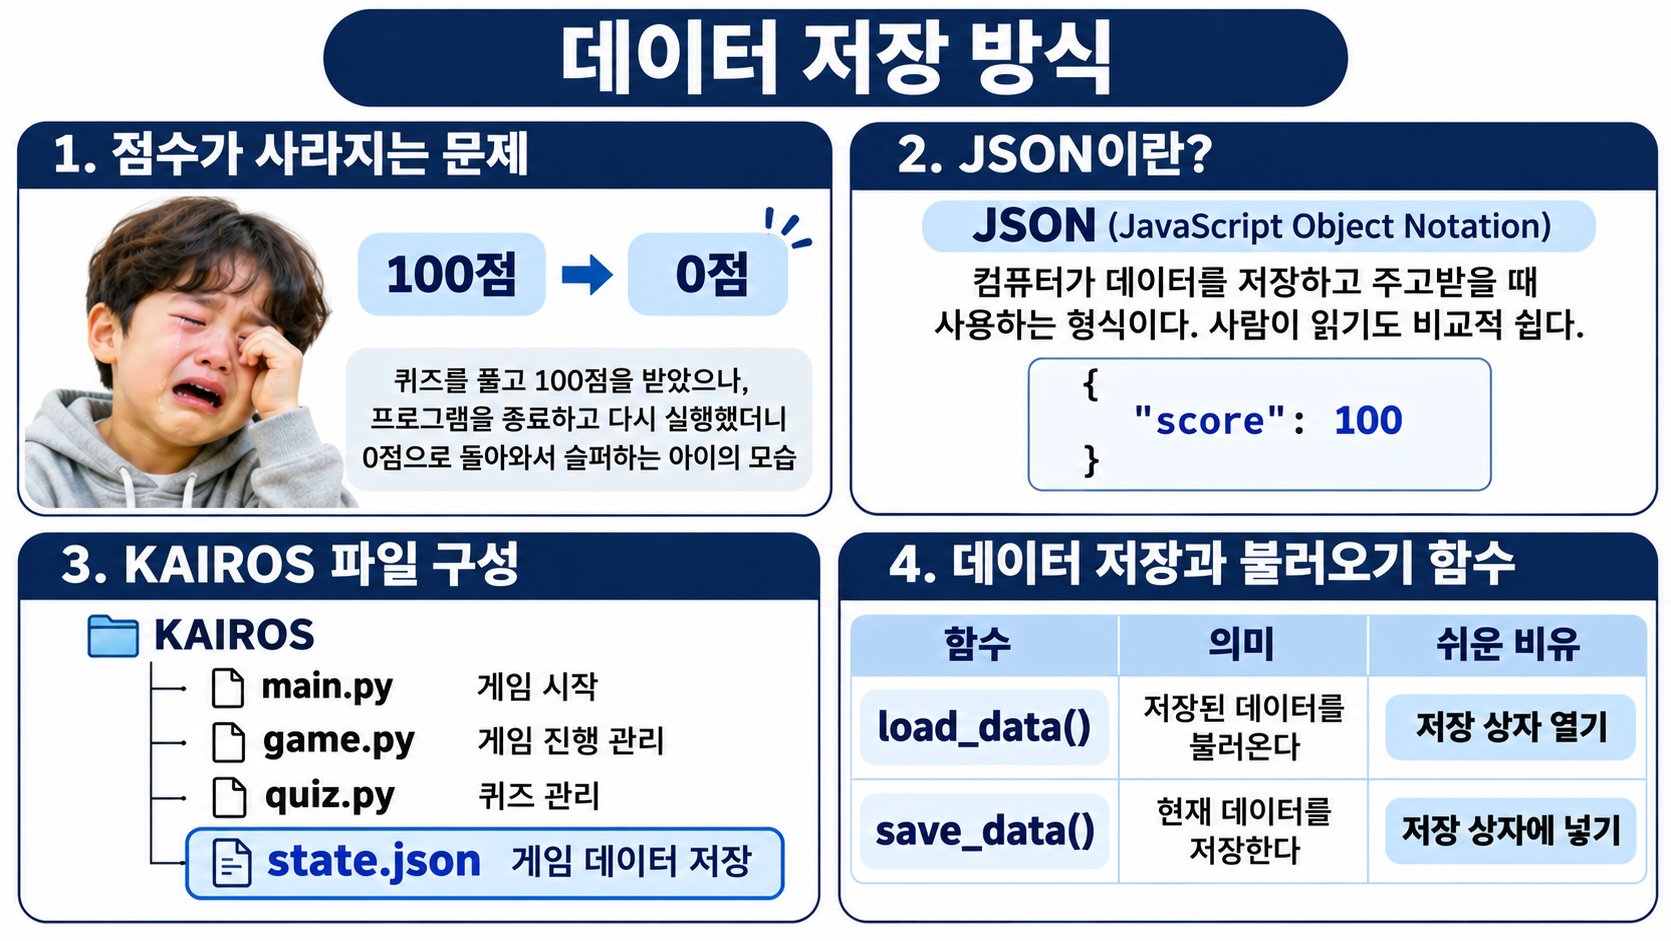 데이터 저장 방식
1. 점수가 사라지는 문제
100점
0점
퀴즈를 풀고 100점을 받았으나,
프로그램을 종료하고 다시 실행했더니
0점으로 돌아와서 슬퍼하는 아이의 모습
2. JSON이란?
JSON (JavaScript Object Notation)
컴퓨터가 데이터를 저장하고 주고받을 때
사용하는 형식이다. 사람이 읽기도 비교적 쉽다.
{
"score": 100
}
3. KAIROS 파일 구성
KAIROS
main.py 게임 시작
game.py 게임 진행 관리
quiz.py 퀴즈 관리
state.json 게임 데이터 저장
4. 데이터 저장과 불러오기 함수
함수 의미 쉬운 비유
load_data()
저장된 데이터를
불러온다
저장 상자 열기
save_data()
현재 데이터를
저장한다
저장 상자에 넣기